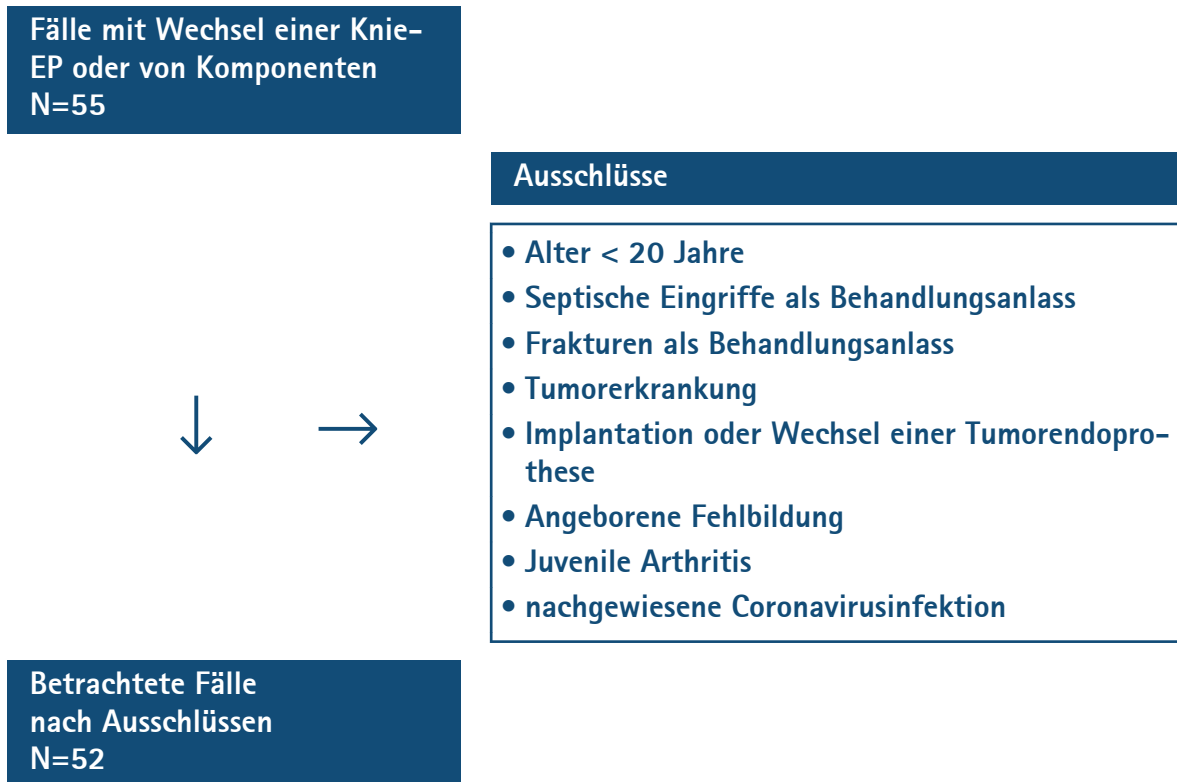 Fälle mit Wechsel einer Knie-
EP oder von Komponenten
N=55
Ausschlüsse
• Alter < 20 Jahre
• Septische Eingriffe als Behandlungsanlass
• Frakturen als Behandlungsanlass
• Tumorerkrankung
• Implantation oder Wechsel einer Tumorendopro-
these
• Angeborene Fehlbildung
• Juvenile Arthritis
• nachgewiesene Coronavirusinfektion
Betrachtete Fälle
nach Ausschlüssen
N=52